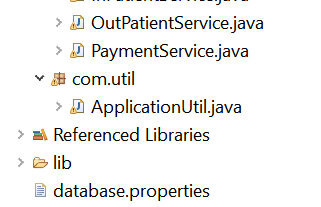 OutPatientService.java
PaymentService.java
com.util
ApplicationUtil.java
Referenced Libraries
lib
database.properties